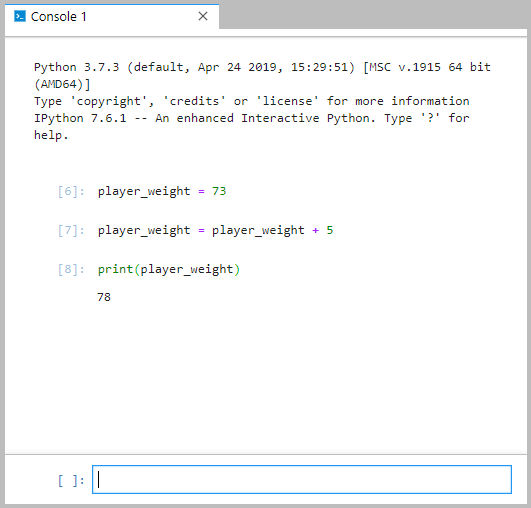 Console 1
Python 3.7.3 (default, Apr 24 2019, 15:29:51) [MSC v.1915 64 bit
(AMD64)]
Type 'copyright', 'credits' or 'license' for more information
IPython 7.6.1 -- An enhanced Interactive Python. Type '?' for
help.
[6]: player_weight = 73
[7]: player_weight = player_weight + 5
[8]: print(player_weight)
78
[ ]: